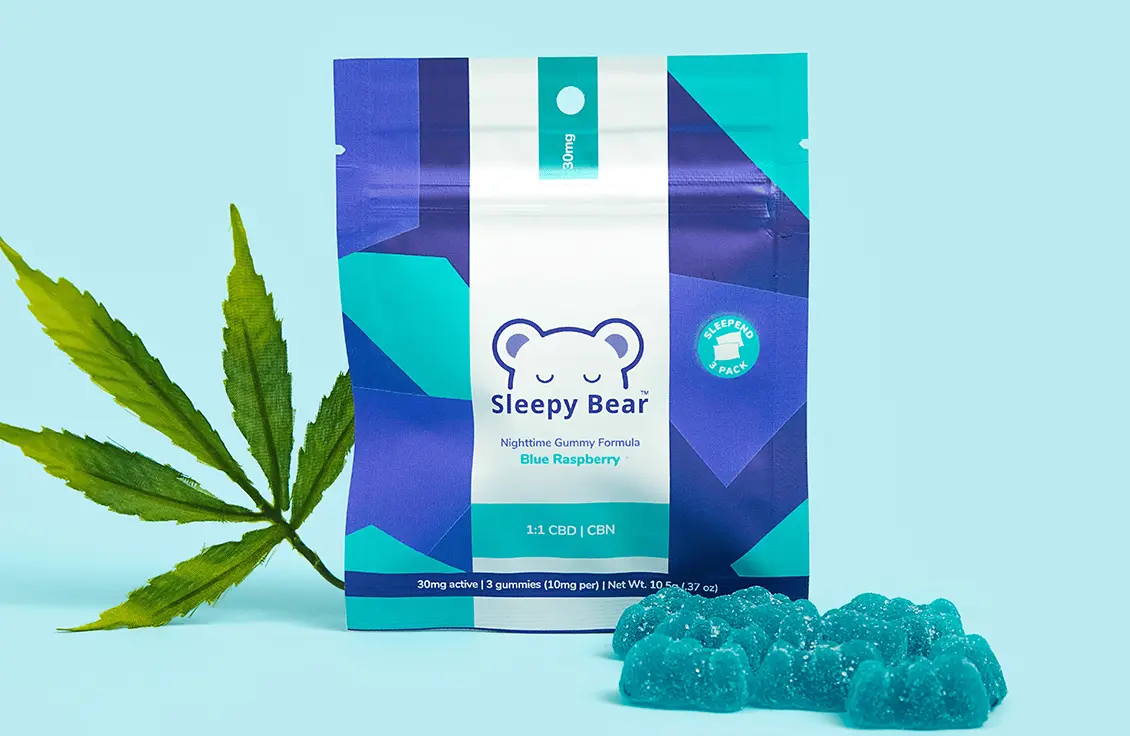 30mg
SLEEPEND
3 PACK
Sleepy Bear™
Nighttime Gummy Formula
Blue Raspberry
1:1 CBD | CBN
30mg active | 3 gummies (10mg per) | Net Wt. 10.5g (.37 oz)